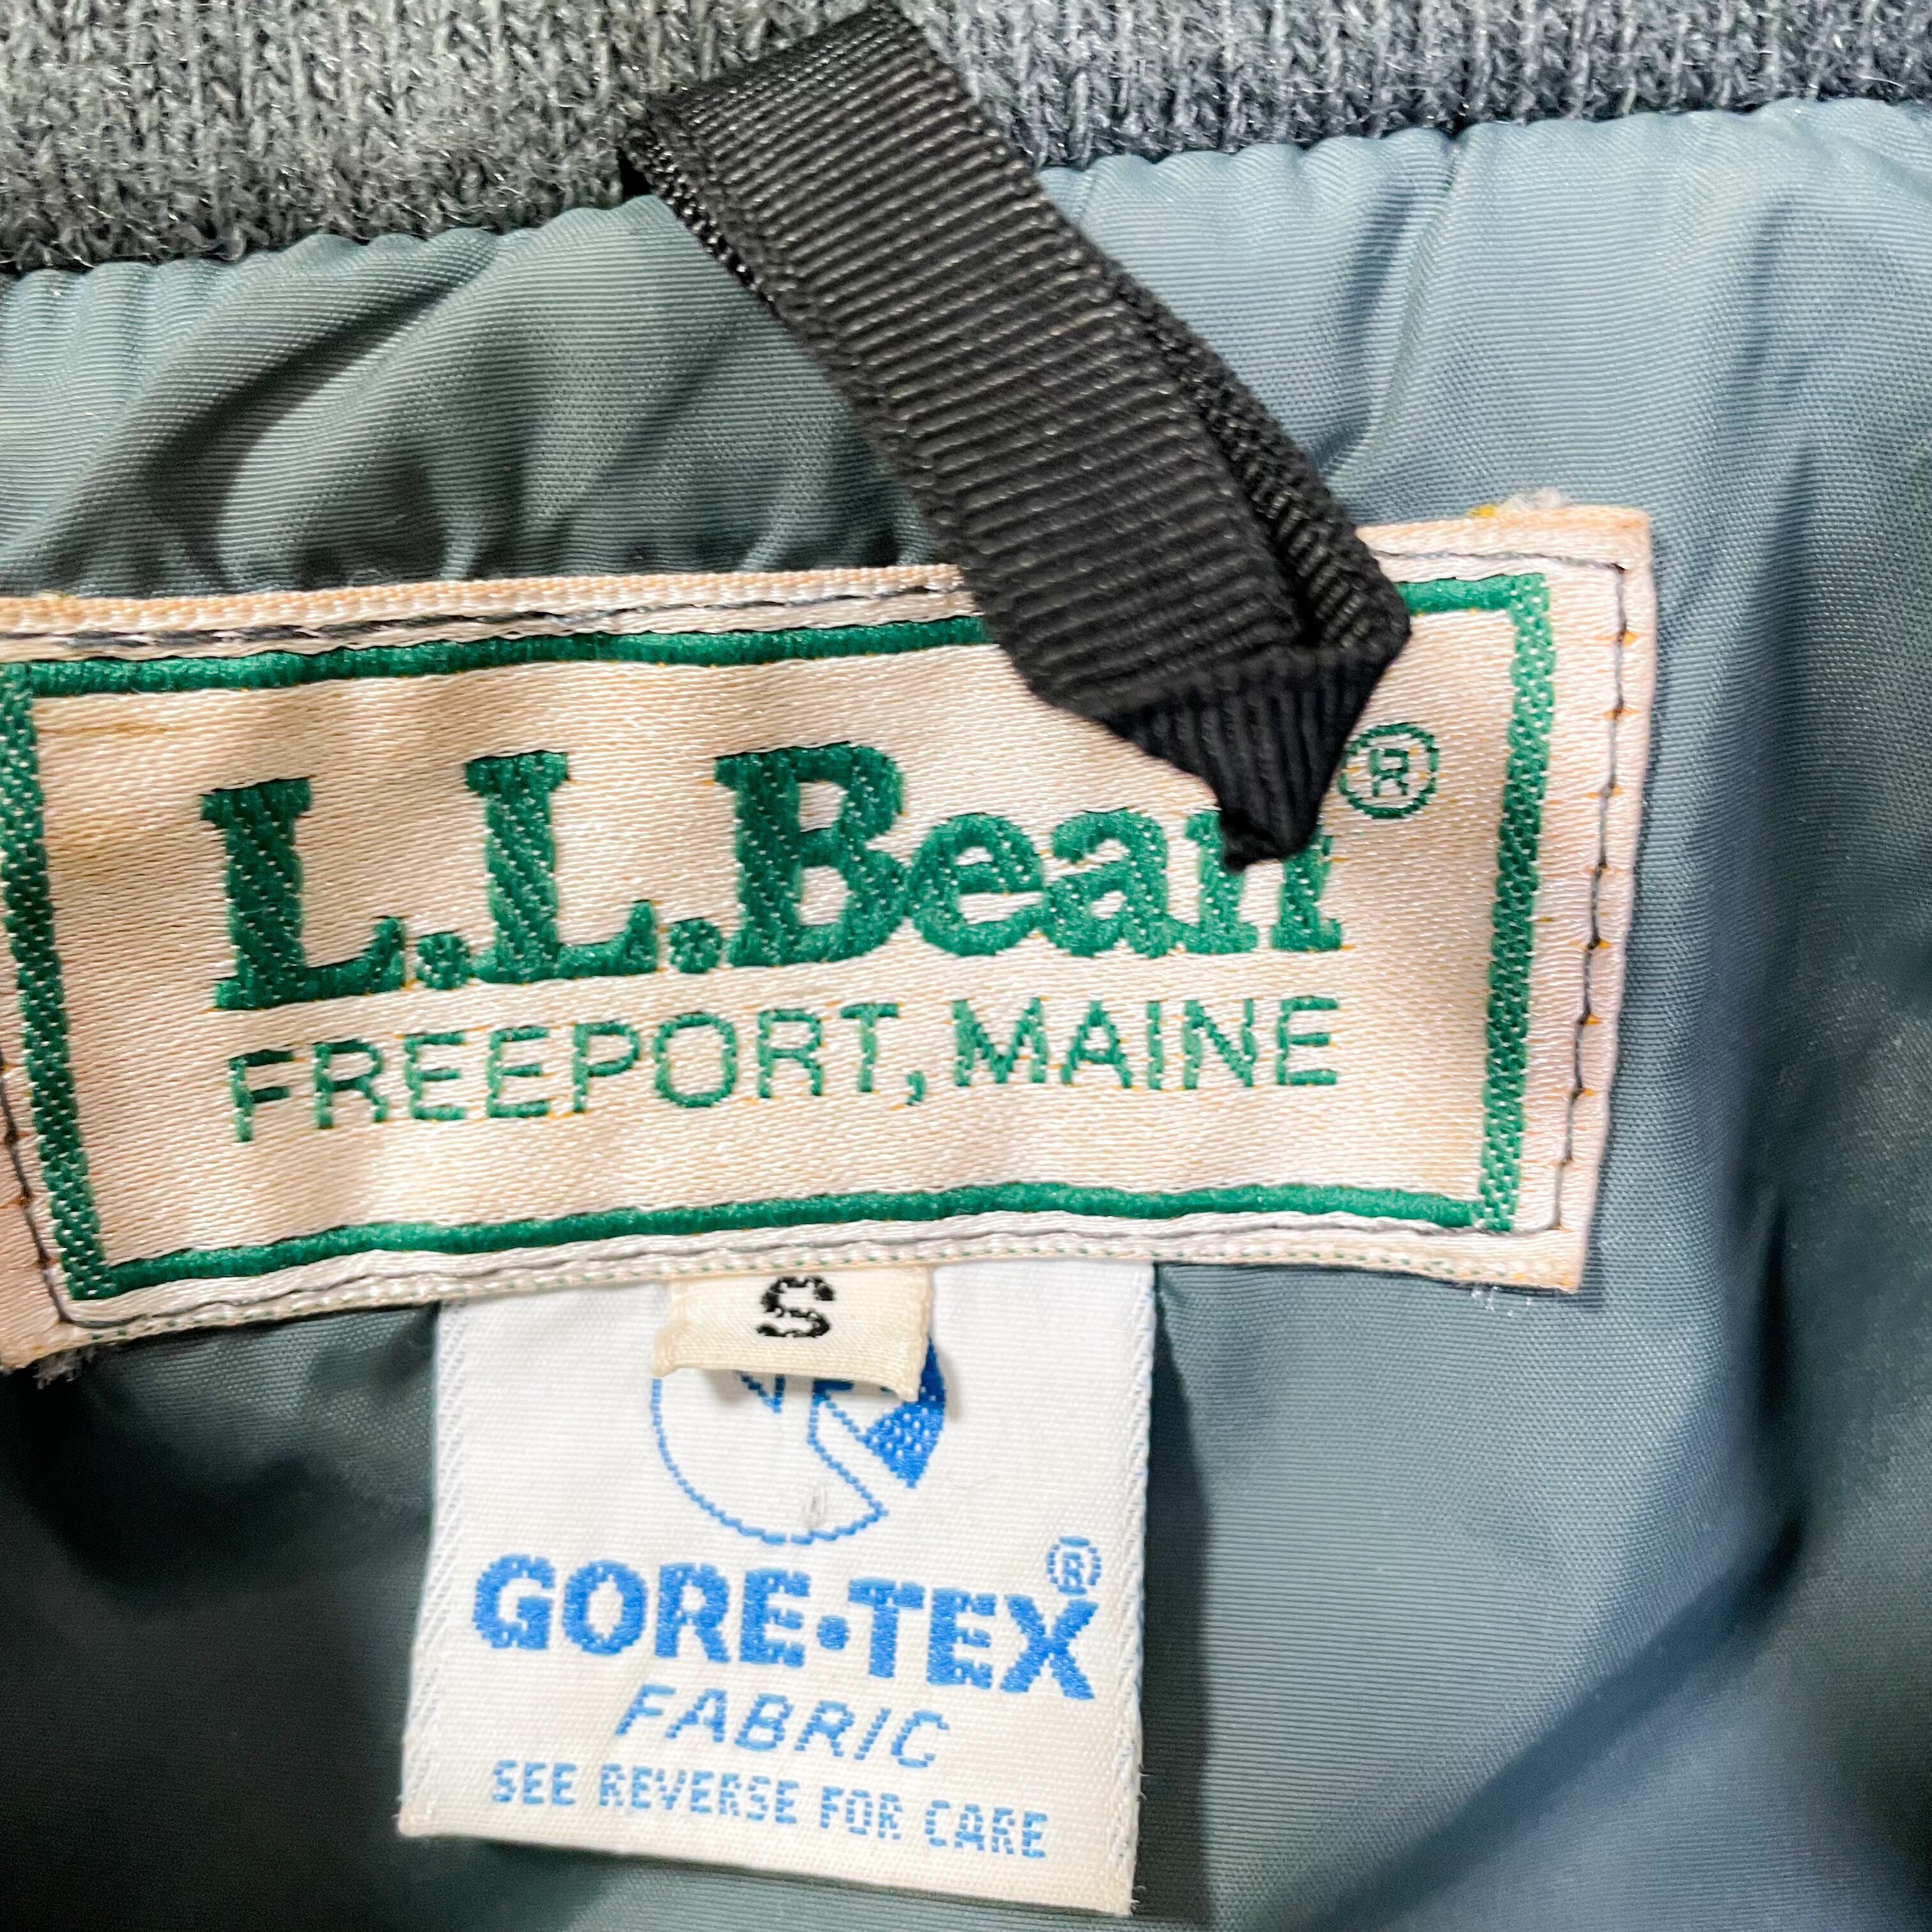 L.L.Bean®
FREEPORT, MAINE
S
GORE-TEX®
FABRIC
SEE REVERSE FOR CARE